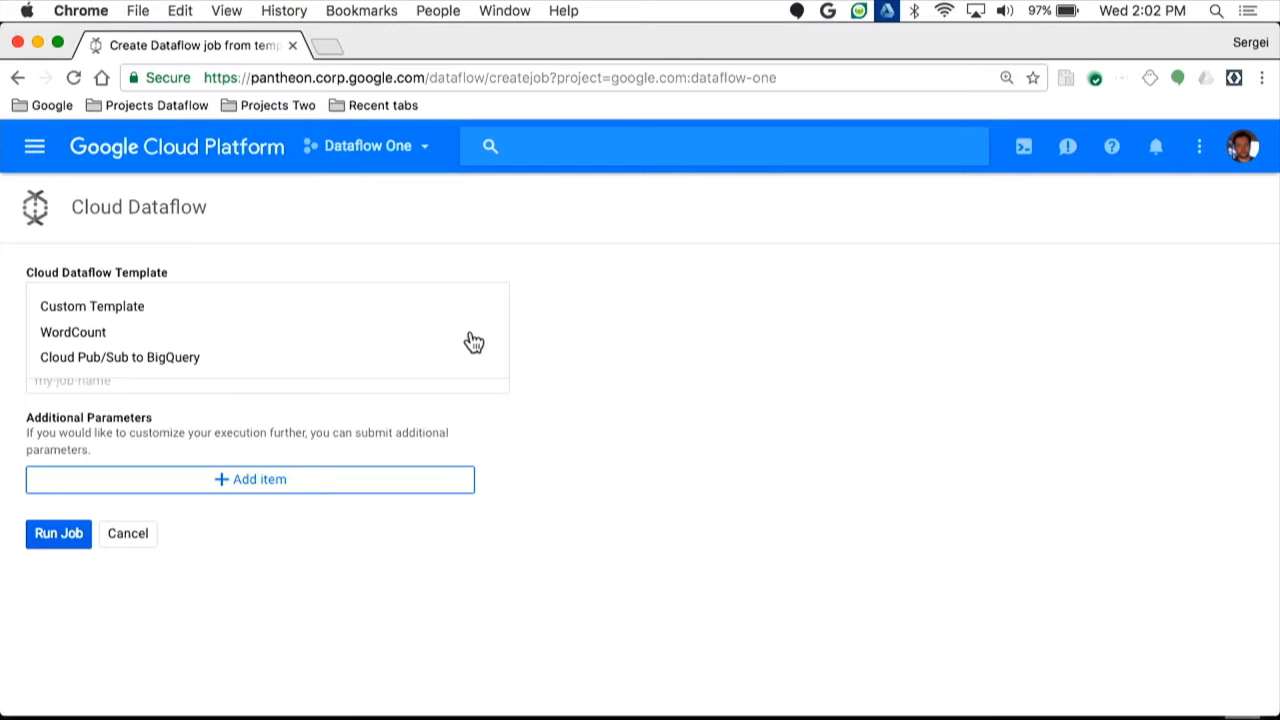 Chrome File Edit View History Bookmarks People Window Help 97% Wed 2:02 PM
Create Dataflow job from temp Sergei
Secure https://pantheon.corp.google.com/dataflow/createjob?project=google.com:dataflow-one
Google Projects Dataflow Projects Two Recent tabs
Google Cloud Platform Dataflow One
Cloud Dataflow
Cloud Dataflow Template
Custom Template
WordCount
Cloud Pub/Sub to BigQuery
my-job-name
Additional Parameters
If you would like to customize your execution further, you can submit additional
parameters.
+ Add item
Run Job Cancel